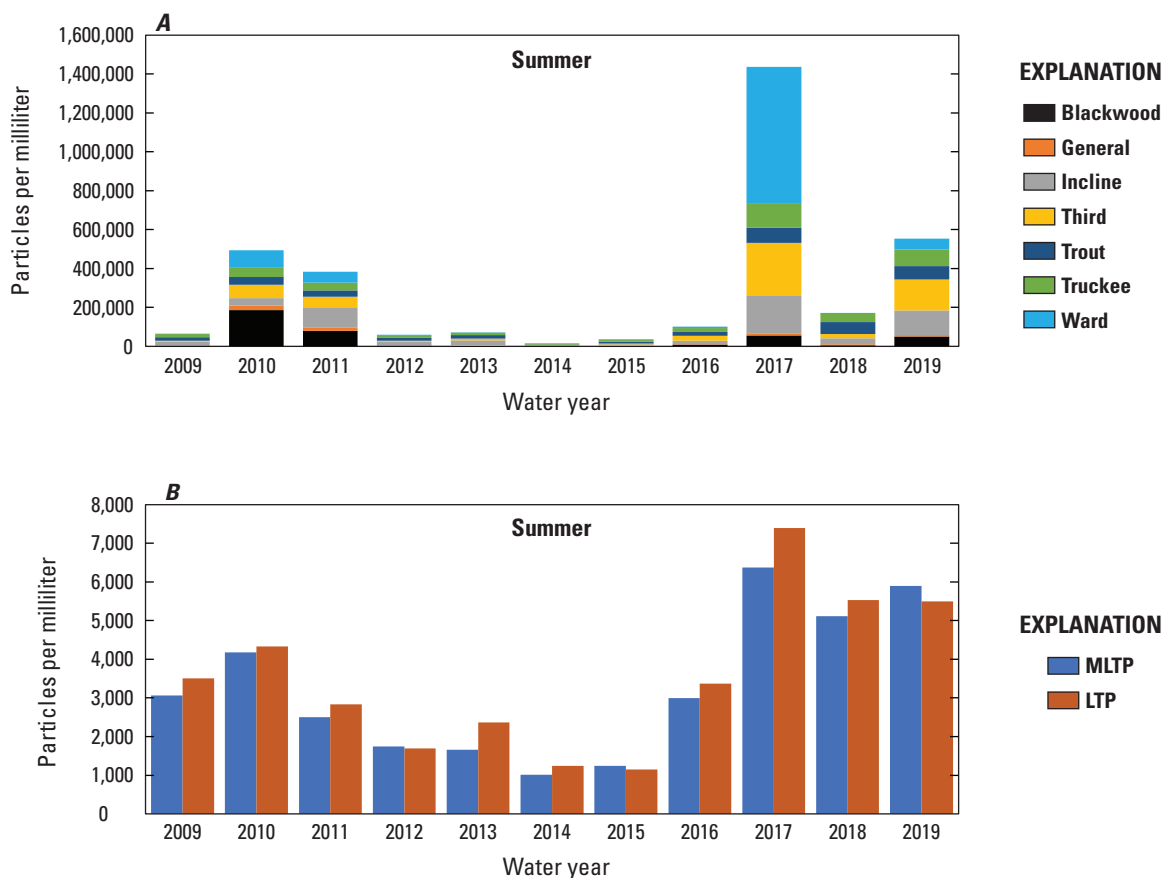 A
Summer
Particles per milliliter
1,600,000
1,400,000
1,200,000
1,000,000
800,000
600,000
400,000
200,000
0
2009 2010 2011 2012 2013 2014 2015 2016 2017 2018 2019
Water year
EXPLANATION
Blackwood
General
Incline
Third
Trout
Truckee
Ward
B
Summer
Particles per milliliter
8,000
7,000
6,000
5,000
4,000
3,000
2,000
1,000
0
2009 2010 2011 2012 2013 2014 2015 2016 2017 2018 2019
Water year
EXPLANATION
MLTP
LTP